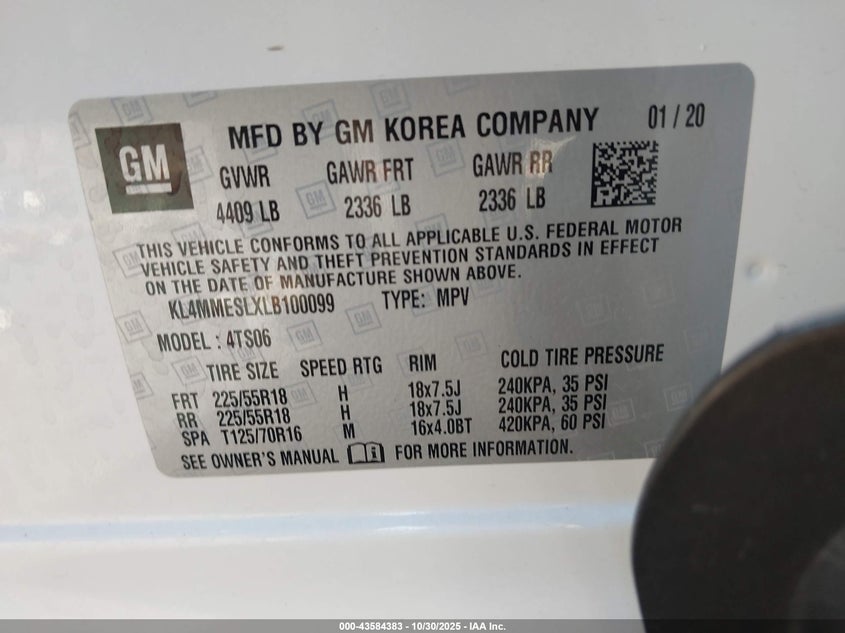 GM
MFD BY GM KOREA COMPANY 01 / 20
GVWR GAWR FRT GAWR RR
4409 LB 2336 LB 2336 LB
THIS VEHICLE CONFORMS TO ALL APPLICABLE U.S. FEDERAL MOTOR
VEHICLE SAFETY AND THEFT PREVENTION STANDARDS IN EFFECT
ON THE DATE OF MANUFACTURE SHOWN ABOVE.
KL4MMESLXLB100099 TYPE: MPV
MODEL : 4TS06
TIRE SIZE SPEED RTG RIM COLD TIRE PRESSURE
FRT 225/55R18 H 18x7.5J 240KPA, 35 PSI
RR 225/55R18 H 18x7.5J 240KPA, 35 PSI
SPA T125/70R16 M 16x4.0BT 420KPA, 60 PSI
SEE OWNER'S MANUAL FOR MORE INFORMATION.
000-43584383 - 10/30/2025 - IAA Inc.